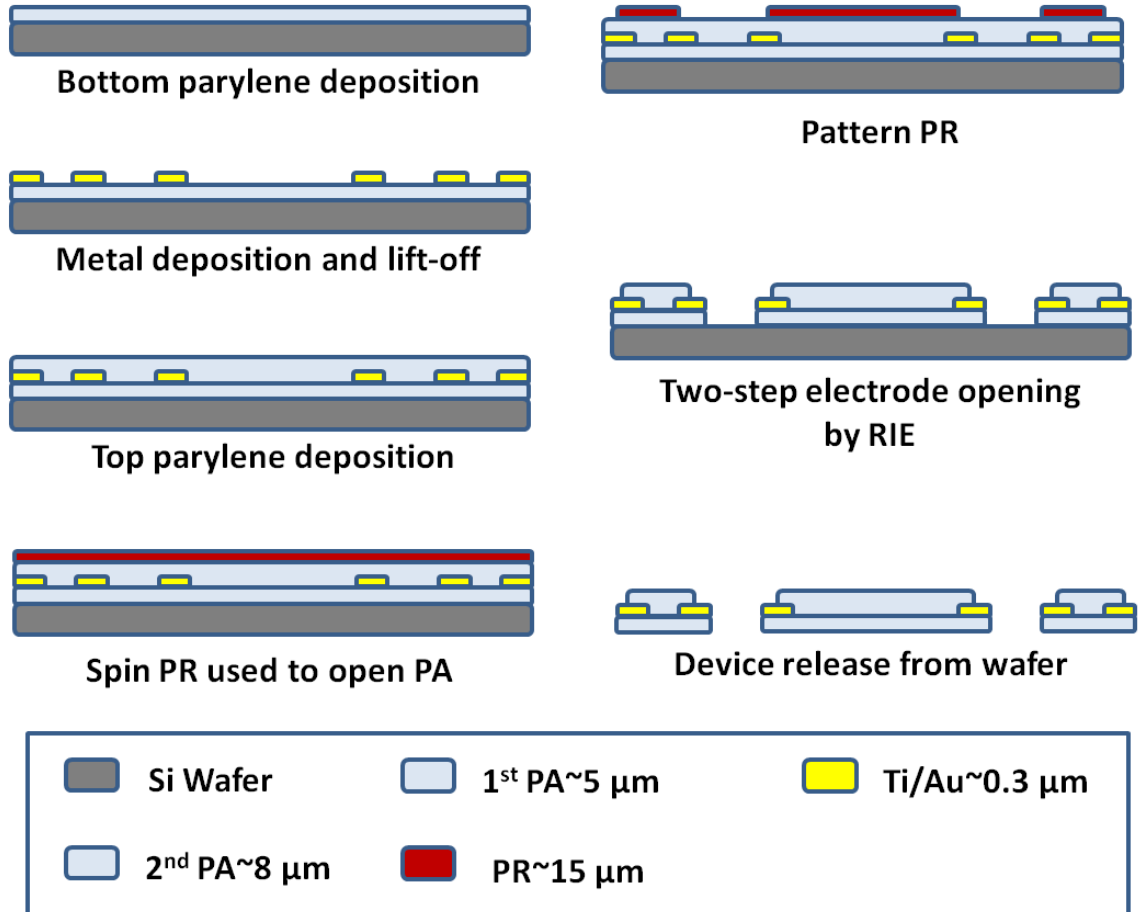 Bottom parylene deposition
Metal deposition and lift-off
Top parylene deposition
Spin PR used to open PA
Pattern PR
Two-step electrode opening
by RIE
Device release from wafer
Si Wafer
1st PA~5 μm
Ti/Au~0.3 μm
2nd PA~8 μm
PR~15 μm